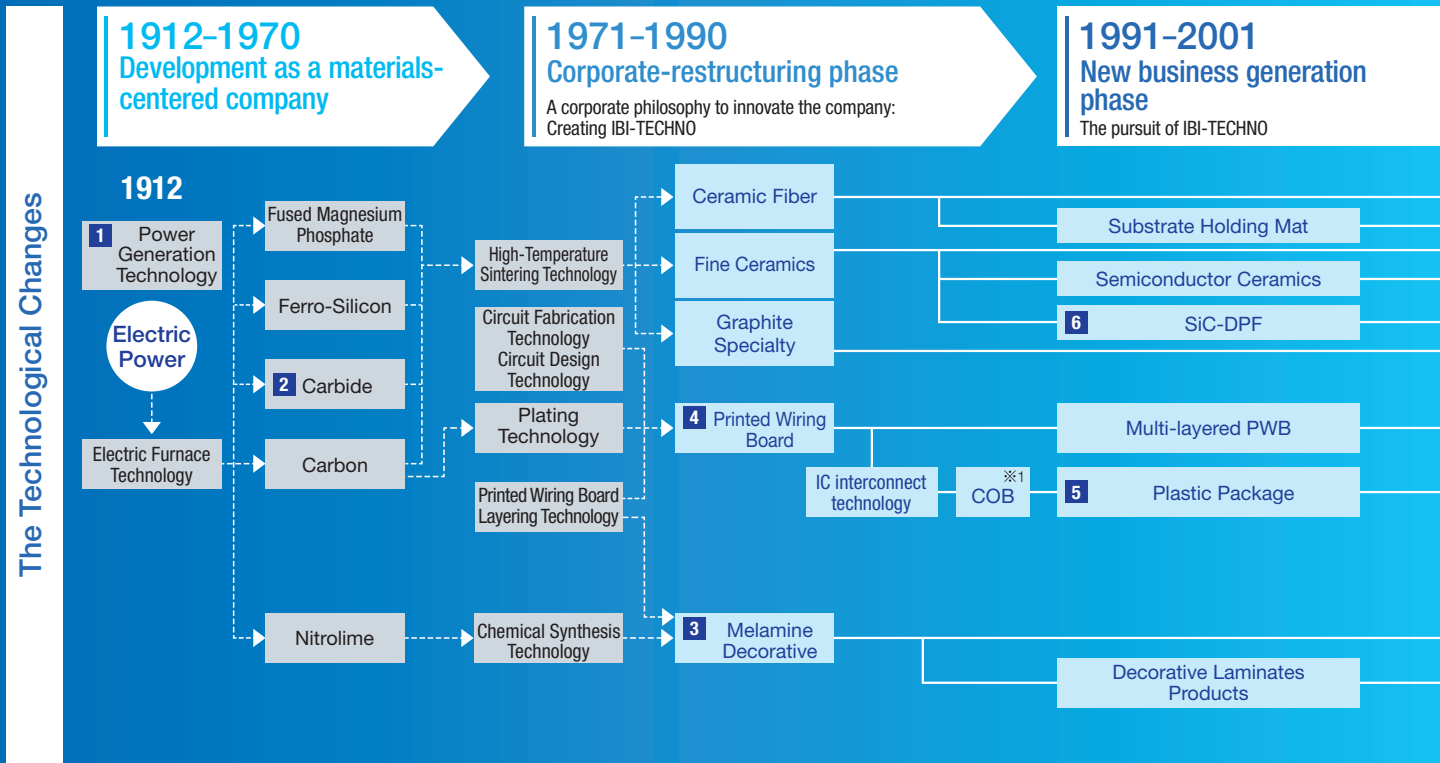 The Technological Changes
1912–1970
Development as a materials-
centered company
1971–1990
Corporate-restructuring phase
A corporate philosophy to innovate the company:
Creating IBI-TECHNO
1991–2001
New business generation
phase
The pursuit of IBI-TECHNO
1912
1 Power
Generation
Technology
Electric
Power
Electric Furnace
Technology
Fused Magnesium
Phosphate
Ferro-Silicon
2 Carbide
Carbon
Nitrolime
High-Temperature
Sintering Technology
Circuit Fabrication
Technology
Circuit Design
Technology
Plating
Technology
Printed Wiring Board
Layering Technology
Chemical Synthesis
Technology
Ceramic Fiber
Fine Ceramics
Graphite
Specialty
4 Printed Wiring
Board
IC interconnect
technology
※1
COB
3 Melamine
Decorative
Substrate Holding Mat
Semiconductor Ceramics
6 SiC-DPF
Multi-layered PWB
5 Plastic Package
Decorative Laminates
Products